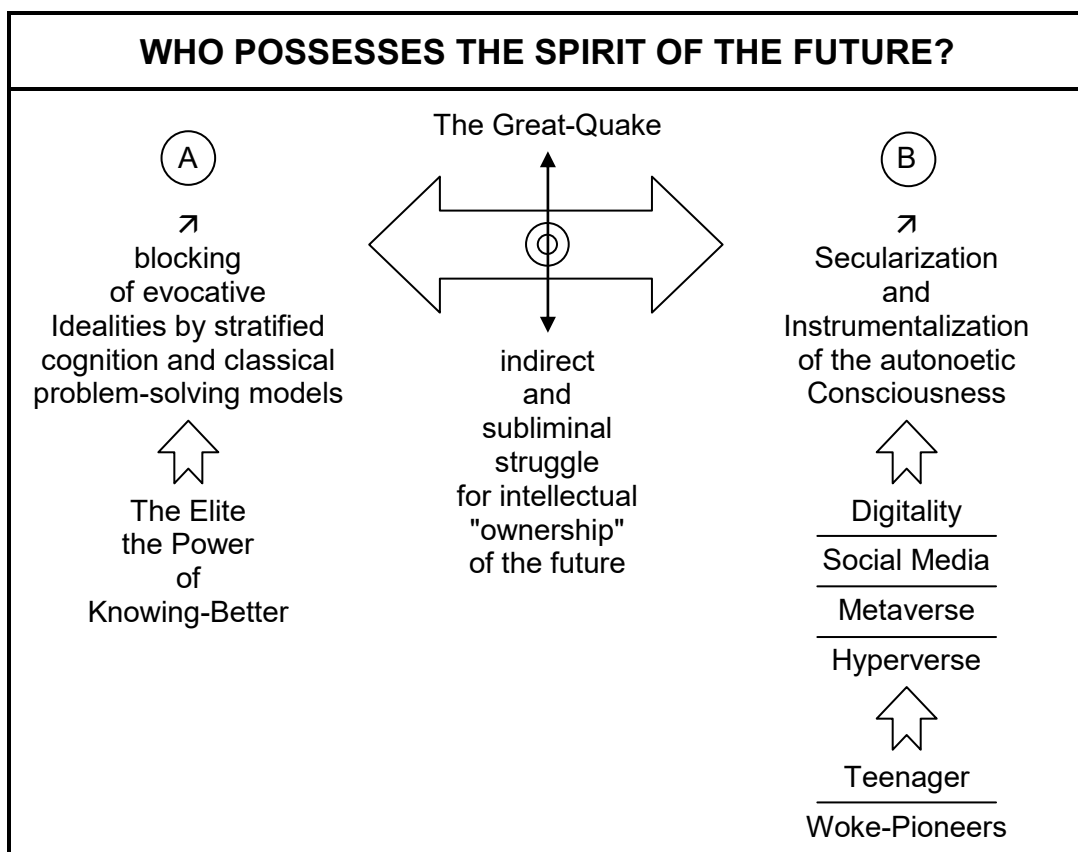 WHO POSSESSES THE SPIRIT OF THE FUTURE?
A
blocking
of evocative
Idealities by stratified
cognition and classical
problem-solving models
The Elite
the Power
of
Knowing-Better
The Great-Quake
indirect
and
subliminal
struggle
for intellectual
"ownership"
of the future
B
Secularization
and
Instrumentalization
of the autonoetic
Consciousness
Digitality
Social Media
Metaverse
Hyperverse
Teenager
Woke-Pioneers